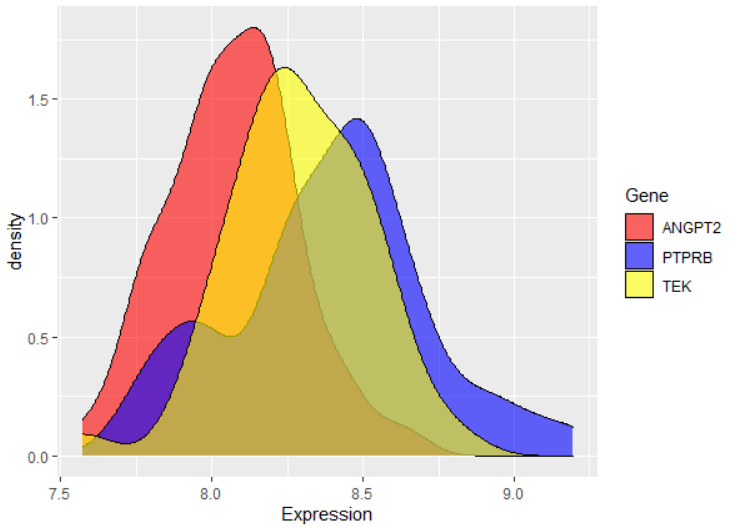 1.5
1.0
0.5
0.0
density
7.5 8.0 8.5 9.0
Expression
Gene
ANGPT2
PTPRB
TEK